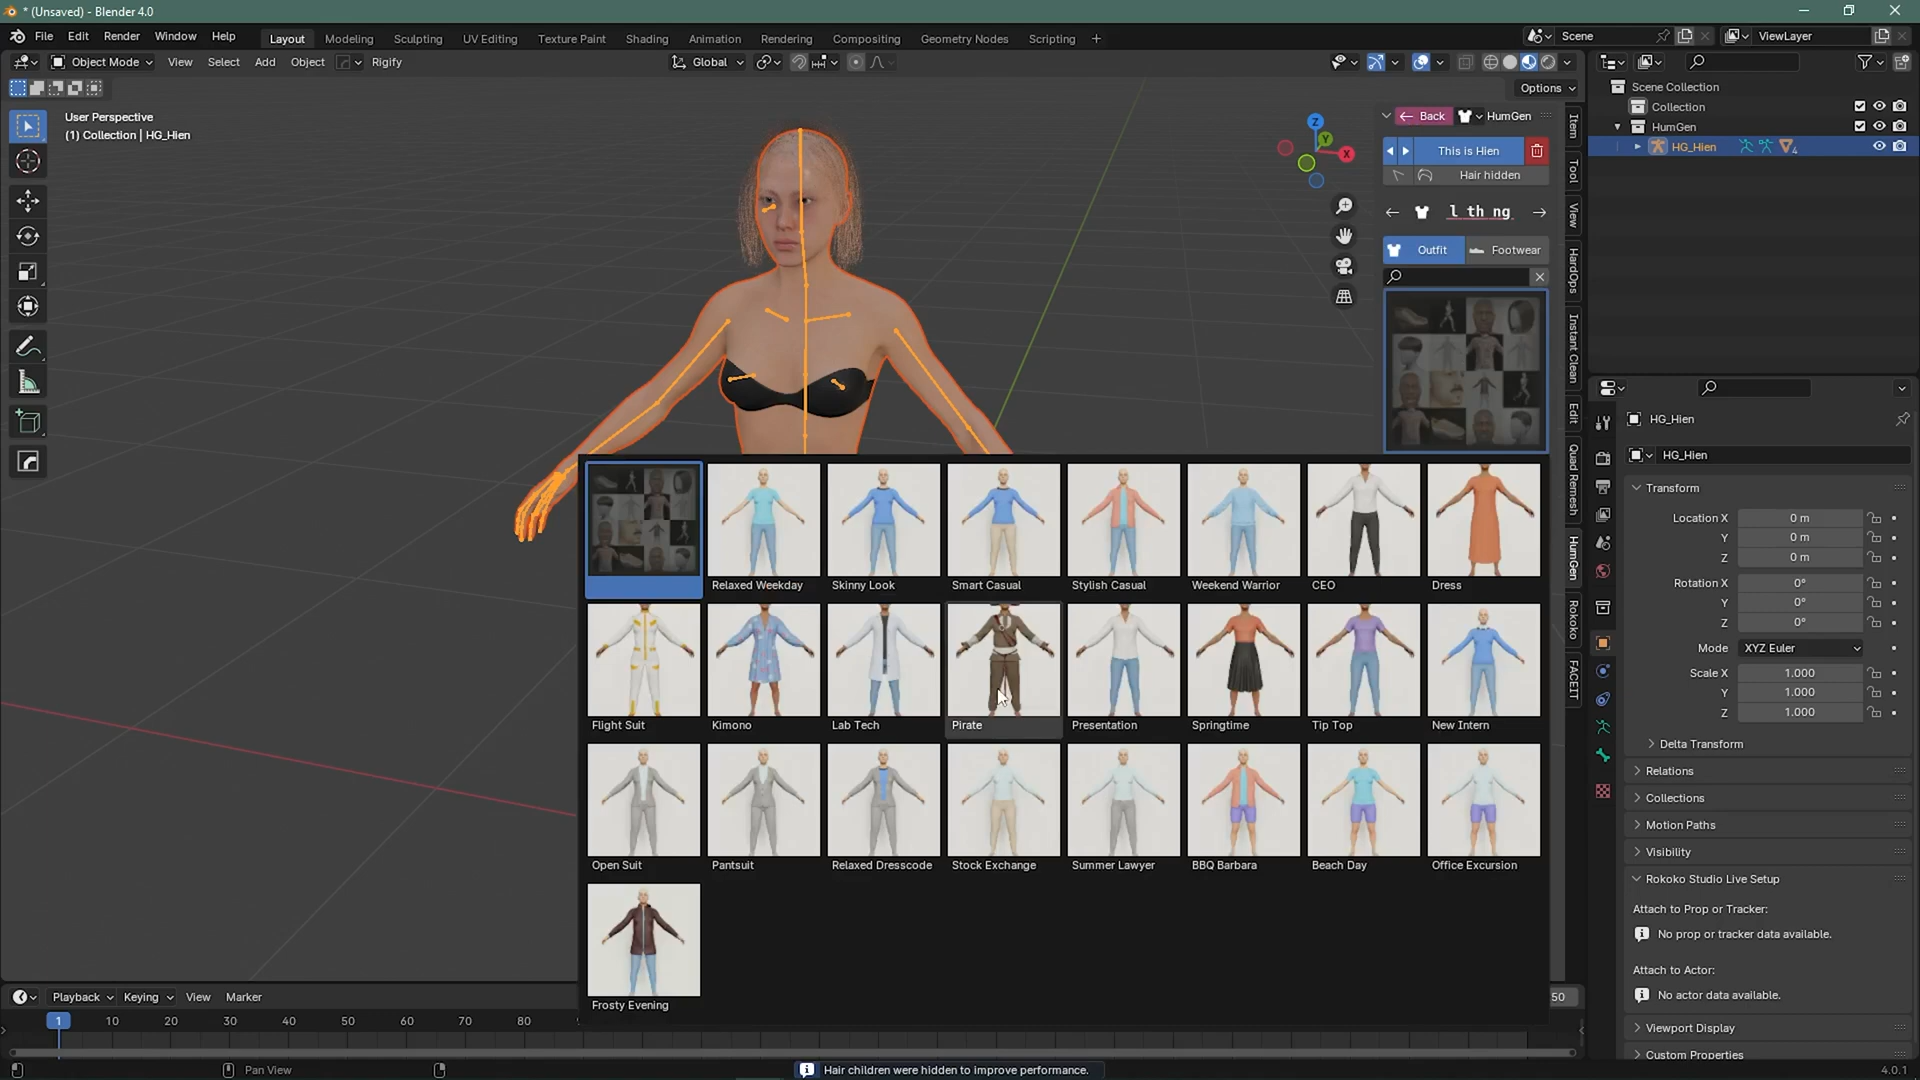 * (Unsaved) - Blender 4.0
File Edit Render Window Help
Layout Modeling Sculpting UV Editing Texture Paint Shading Animation Rendering Compositing Geometry Nodes Scripting +
Scene
ViewLayer
Object Mode View Select Add Object Rigify
Global
Options
User Perspective
(1) Collection | HG_Hien
Z
Y
X
Back HumGen
This is Hien
Hair hidden
l th ng
Outfit Footwear
Item
Tool
View
HardOps
Instant Clean
Edit
Quad Remesh
HumGen
Rokoko
FACEIT
Relaxed Weekday Skinny Look Smart Casual Stylish Casual Weekend Warrior CEO Dress
Flight Suit Kimono Lab Tech Pirate Presentation Springtime Tip Top New Intern
Open Suit Pantsuit Relaxed Dresscode Stock Exchange Summer Lawyer BBQ Barbara Beach Day Office Excursion
Frosty Evening
Scene Collection
Collection
HumGen
HG_Hien 4
HG_Hien
HG_Hien
Transform
Location X 0 m
Y 0 m
Z 0 m
Rotation X 0°
Y 0°
Z 0°
Mode XYZ Euler
Scale X 1.000
Y 1.000
Z 1.000
Delta Transform
Relations
Collections
Motion Paths
Visibility
Rokoko Studio Live Setup
Attach to Prop or Tracker:
No prop or tracker data available.
Attach to Actor:
No actor data available.
Viewport Display
Custom Properties
Playback Keying View Marker
50
1 10 20 30 40 50 60 70 80
Pan View
Hair children were hidden to improve performance.
4.0.1